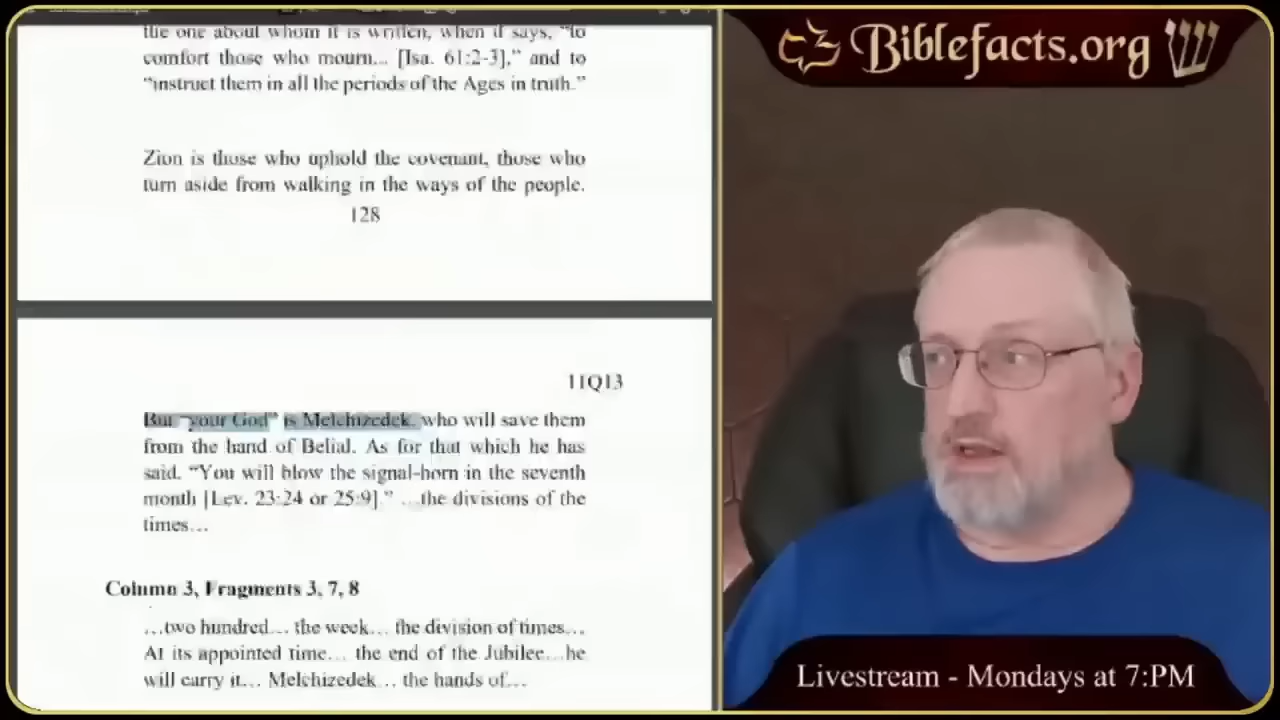 the one about whom it is written, when it says, "to
comfort those who mourn... [Isa. 61:2-3]," and to
"instruct them in all the periods of the Ages in truth."
Zion is those who uphold the covenant, those who
turn aside from walking in the ways of the people.
128
11Q13
But "your God" is Melchizedek, who will save them
from the hand of Belial. As for that which he has
said, "You will blow the signal-horn in the seventh
month [Lev. 23:24 or 25:9]." …the divisions of the
times…
Column 3, Fragments 3, 7, 8
…two hundred… the week… the division of times…
At its appointed time… the end of the Jubilee…he
will carry it… Melchizedek… the hands of…
Biblefacts.org
Livestream - Mondays at 7:PM